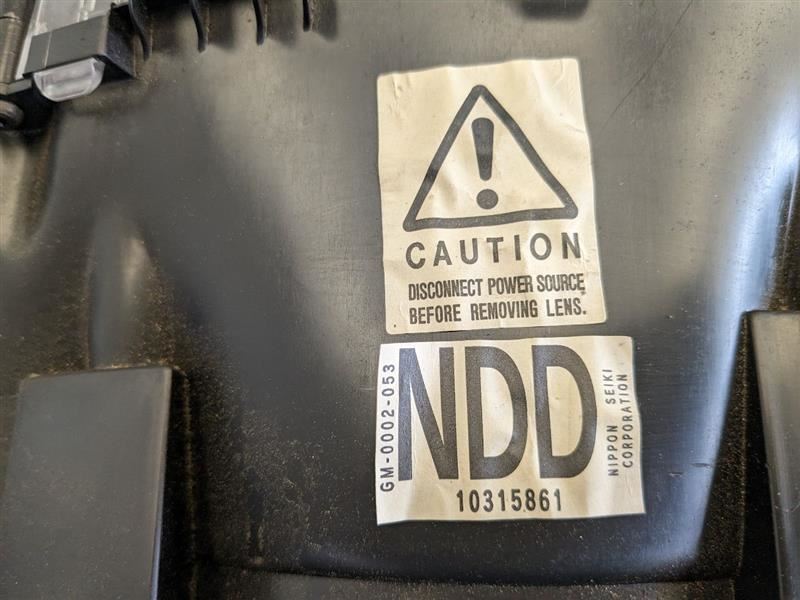 CAUTION
DISCONNECT POWER SOURCE
BEFORE REMOVING LENS.
GM-0002-053
NDD
10315861
NIPPON SEIKI
CORPORATION